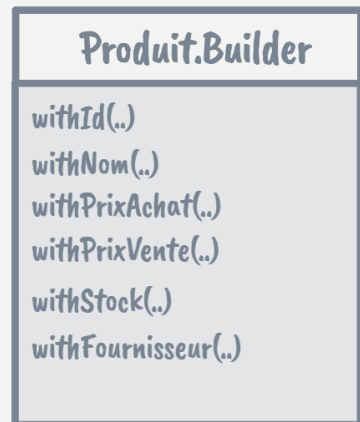 Produit.Builder
withId(..)
withNom(..)
withPrixAchat(..)
withPrixVente(..)
withStock(..)
withFournisseur(..)